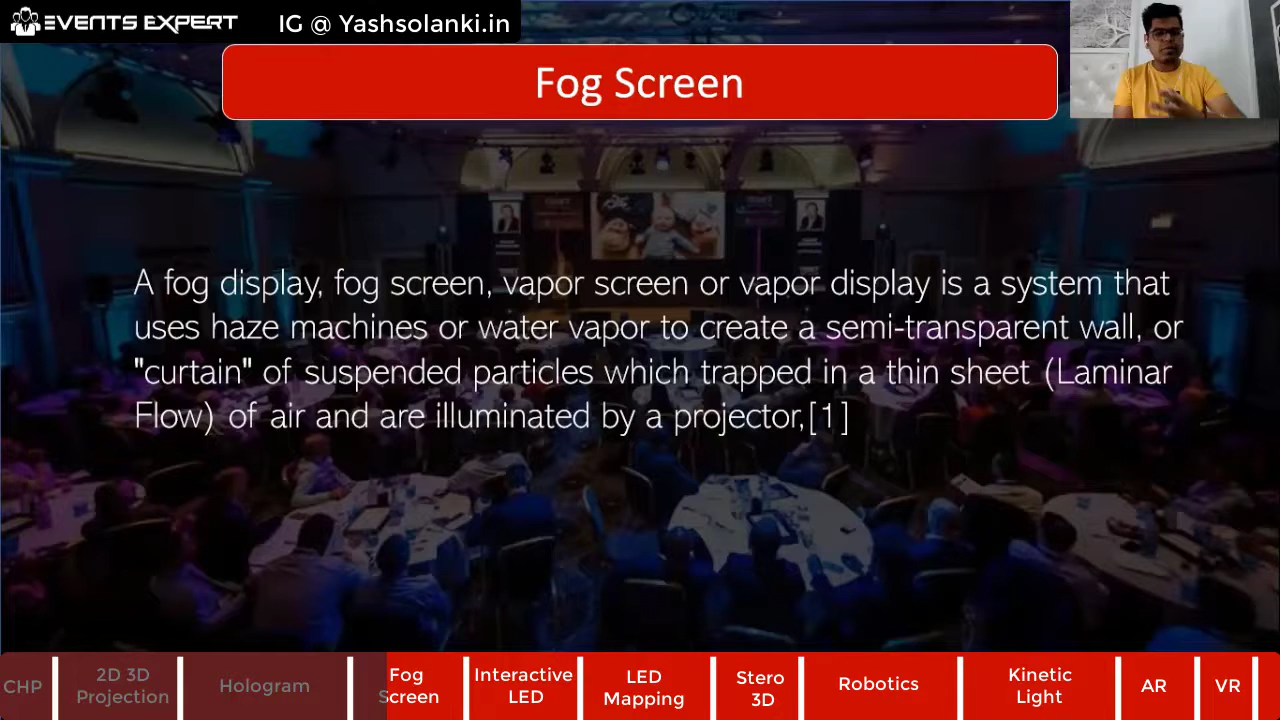 EVENTS EXPERT IG @ Yashsolanki.in
Fog Screen
A fog display, fog screen, vapor screen or vapor display is a system that
uses haze machines or water vapor to create a semi-transparent wall, or
"curtain" of suspended particles which trapped in a thin sheet (Laminar
Flow) of air and are illuminated by a projector,[1]
CHP
2D 3D
Projection
Hologram
Fog
Screen
Interactive
LED
LED
Mapping
Stero
3D
Robotics
Kinetic
Light
AR
VR